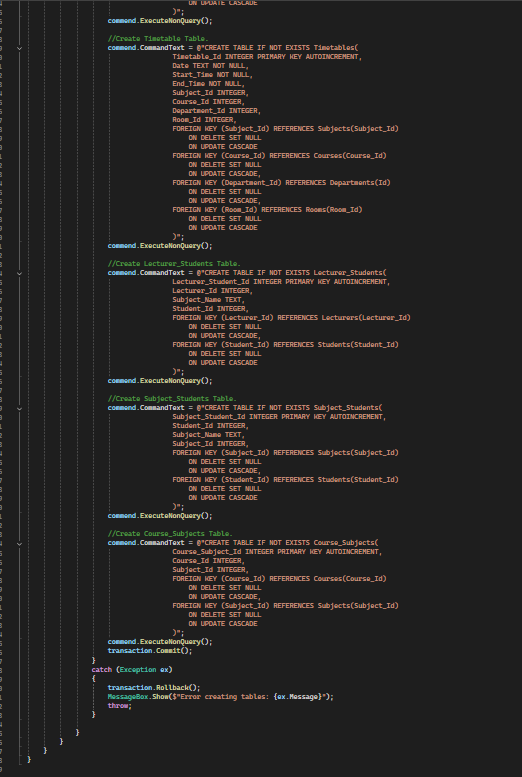 ON UPDATE CASCADE
)";
commend.ExecuteNonQuery();
//Create Timetable Table.
commend.CommandText = @"CREATE TABLE IF NOT EXISTS Timetables(
Timetable_Id INTEGER PRIMARY KEY AUTOINCREMENT,
Date TEXT NOT NULL,
Start_Time NOT NULL,
End_Time NOT NULL,
Subject_Id INTEGER,
Course_Id INTEGER,
Department_Id INTEGER,
Room_Id INTEGER,
FOREIGN KEY (Subject_Id) REFERENCES Subjects(Subject_Id)
ON DELETE SET NULL
ON UPDATE CASCADE
FOREIGN KEY (Course_Id) REFERENCES Courses(Course_Id)
ON DELETE SET NULL
ON UPDATE CASCADE,
FOREIGN KEY (Department_Id) REFERENCES Departments(Id)
ON DELETE SET NULL
ON UPDATE CASCADE,
FOREIGN KEY (Room_Id) REFERENCES Rooms(Room_Id)
ON DELETE SET NULL
ON UPDATE CASCADE
)";
commend.ExecuteNonQuery();
//Create Lecturer_Students Table.
commend.CommandText = @"CREATE TABLE IF NOT EXISTS Lecturer_Students(
Lecturer_Student_Id INTEGER PRIMARY KEY AUTOINCREMENT,
Lecturer_Id INTEGER,
Subject_Name TEXT,
Student_Id INTEGER,
FOREIGN KEY (Lecturer_Id) REFERENCES Lecturers(Lecturer_Id)
ON DELETE SET NULL
ON UPDATE CASCADE,
FOREIGN KEY (Student_Id) REFERENCES Students(Student_Id)
ON DELETE SET NULL
ON UPDATE CASCADE
)";
commend.ExecuteNonQuery();
//Create Subject_Students Table.
commend.CommandText = @"CREATE TABLE IF NOT EXISTS Subject_Students(
Subject_Student_Id INTEGER PRIMARY KEY AUTOINCREMENT,
Student_Id INTEGER,
Subject_Name TEXT,
Subject_Id INTEGER,
FOREIGN KEY (Subject_Id) REFERENCES Subjects(Subject_Id)
ON DELETE SET NULL
ON UPDATE CASCADE,
FOREIGN KEY (Student_Id) REFERENCES Students(Student_Id)
ON DELETE SET NULL
ON UPDATE CASCADE
)";
commend.ExecuteNonQuery();
//Create Course_Subjects Table.
commend.CommandText = @"CREATE TABLE IF NOT EXISTS Course_Subjects(
Course_Subject_Id INTEGER PRIMARY KEY AUTOINCREMENT,
Course_Id INTEGER,
Subject_Id INTEGER,
FOREIGN KEY (Course_Id) REFERENCES Courses(Course_Id)
ON DELETE SET NULL
ON UPDATE CASCADE,
FOREIGN KEY (Subject_Id) REFERENCES Subjects(Subject_Id)
ON DELETE SET NULL
ON UPDATE CASCADE
)";
commend.ExecuteNonQuery();
transaction.Commit();
}
catch (Exception ex)
{
transaction.Rollback();
MessageBox.Show($"Error creating tables: {ex.Message}");
throw;
}
}
}
}
}